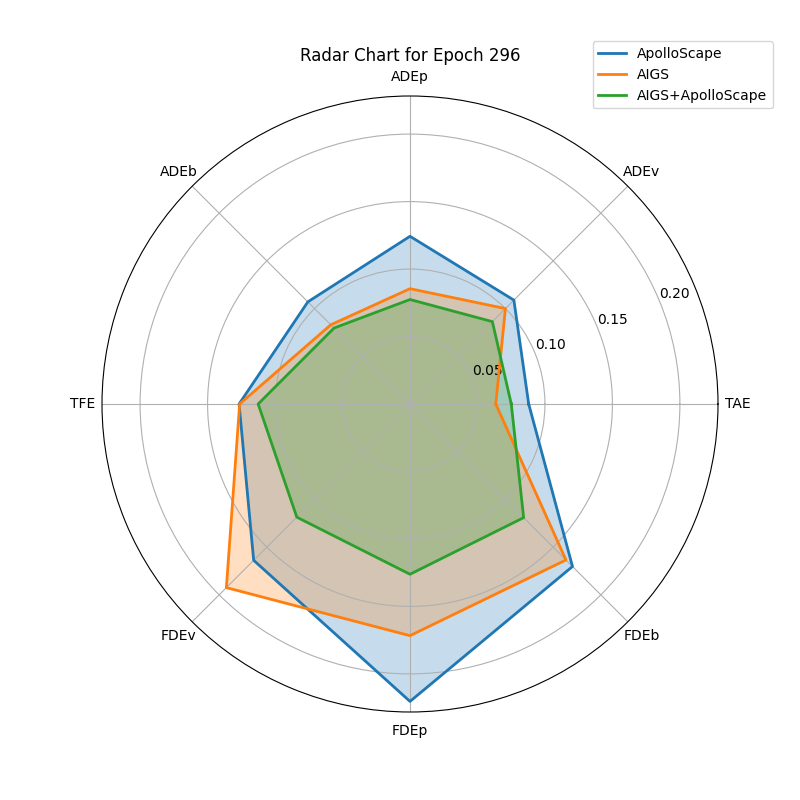 Radar Chart for Epoch 296
ApolloScape
AIGS
AIGS+ApolloScape
ADEp
ADEb
ADEv
0.20
0.15
0.10
0.05
TFE
TAE
FDEv
FDEb
FDEp